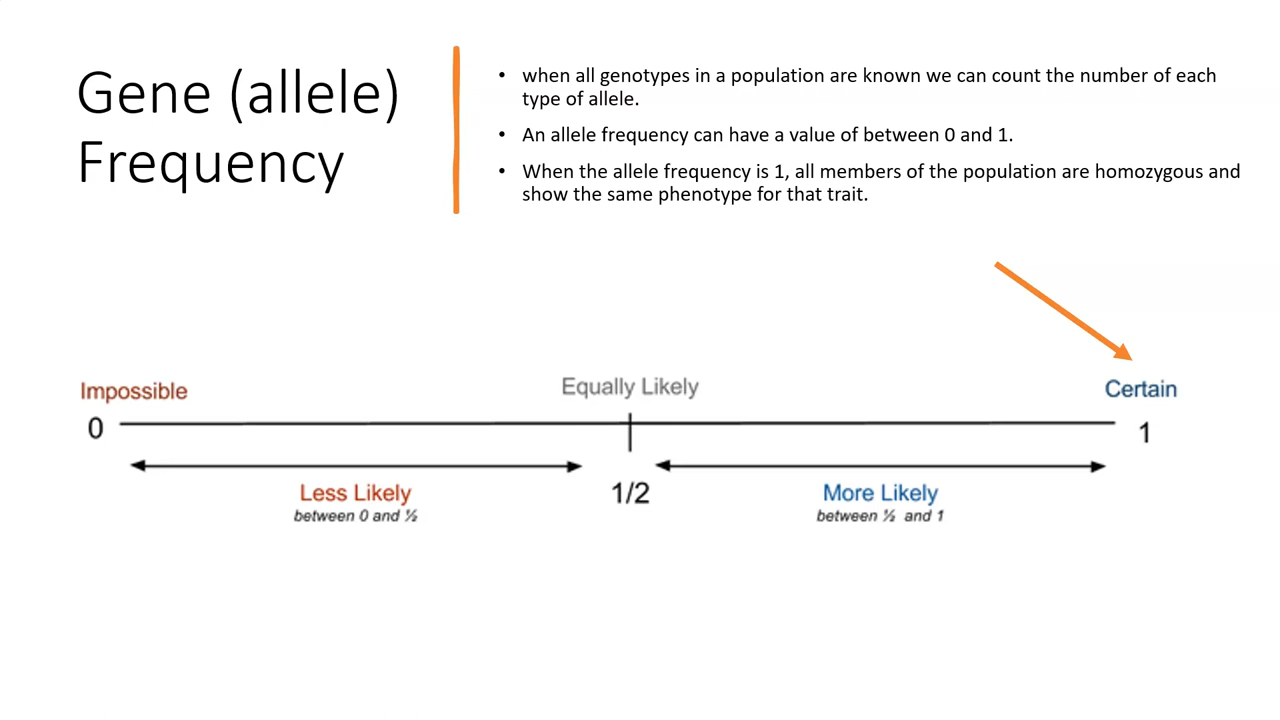 Gene (allele)
Frequency
• when all genotypes in a population are known we can count the number of each
type of allele.
• An allele frequency can have a value of between 0 and 1.
• When the allele frequency is 1, all members of the population are homozygous and
show the same phenotype for that trait.
Impossible
Equally Likely
Certain
0
1
Less Likely
between 0 and ½
1/2
More Likely
between ½ and 1